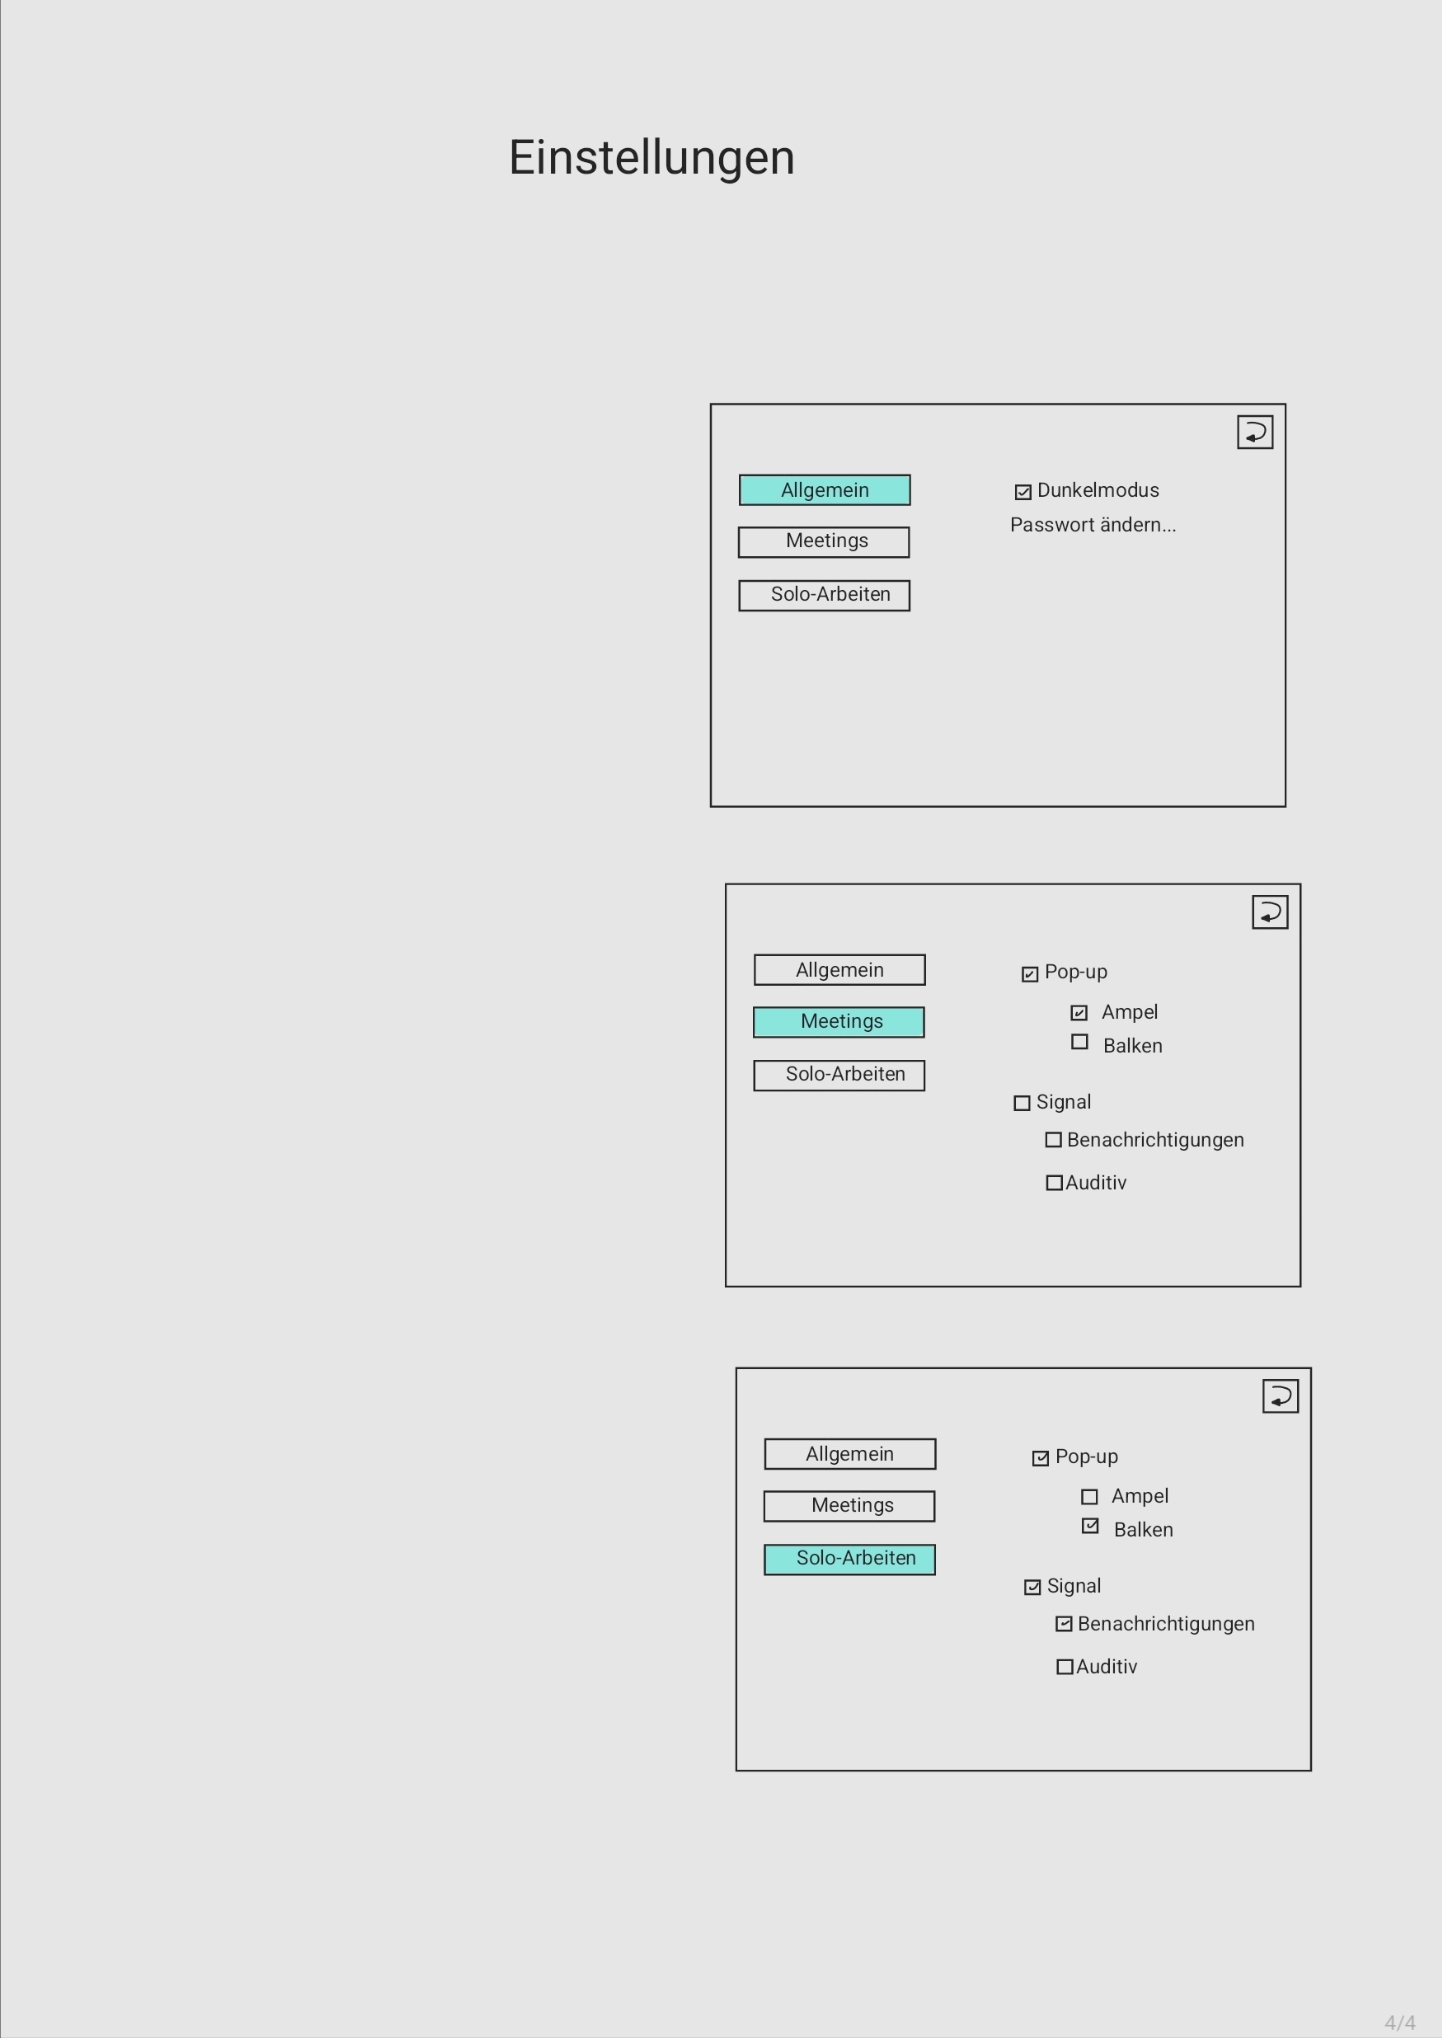 Einstellungen
Allgemein
Dunkelmodus
Passwort ändern...
Meetings
Solo-Arbeiten
Allgemein
Pop-up
Meetings
Ampel
Balken
Solo-Arbeiten
Signal
Benachrichtigungen
Auditiv
Allgemein
Pop-up
Meetings
Ampel
Balken
Solo-Arbeiten
Signal
Benachrichtigungen
Auditiv
4/4